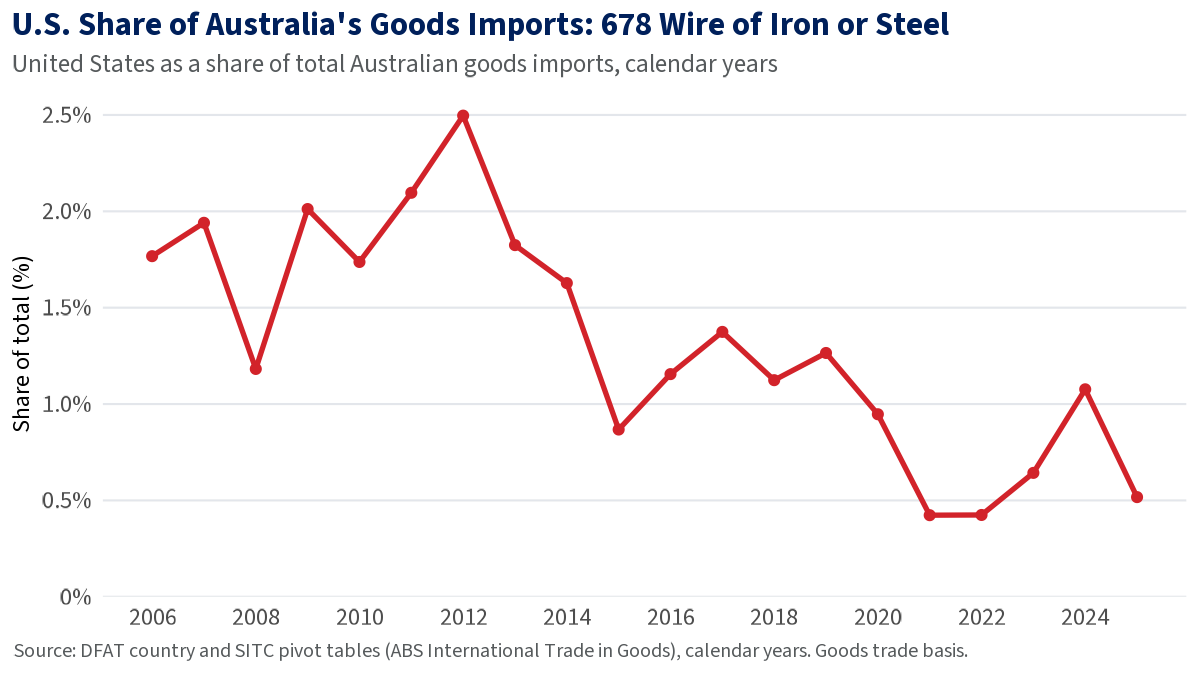 U.S. Share of Australia's Goods Imports: 678 Wire of Iron or Steel
United States as a share of total Australian goods imports, calendar years
Share of total (%)
2.5%
2.0%
1.5%
1.0%
0.5%
0%
2006 2008 2010 2012 2014 2016 2018 2020 2022 2024
Source: DFAT country and SITC pivot tables (ABS International Trade in Goods), calendar years. Goods trade basis.